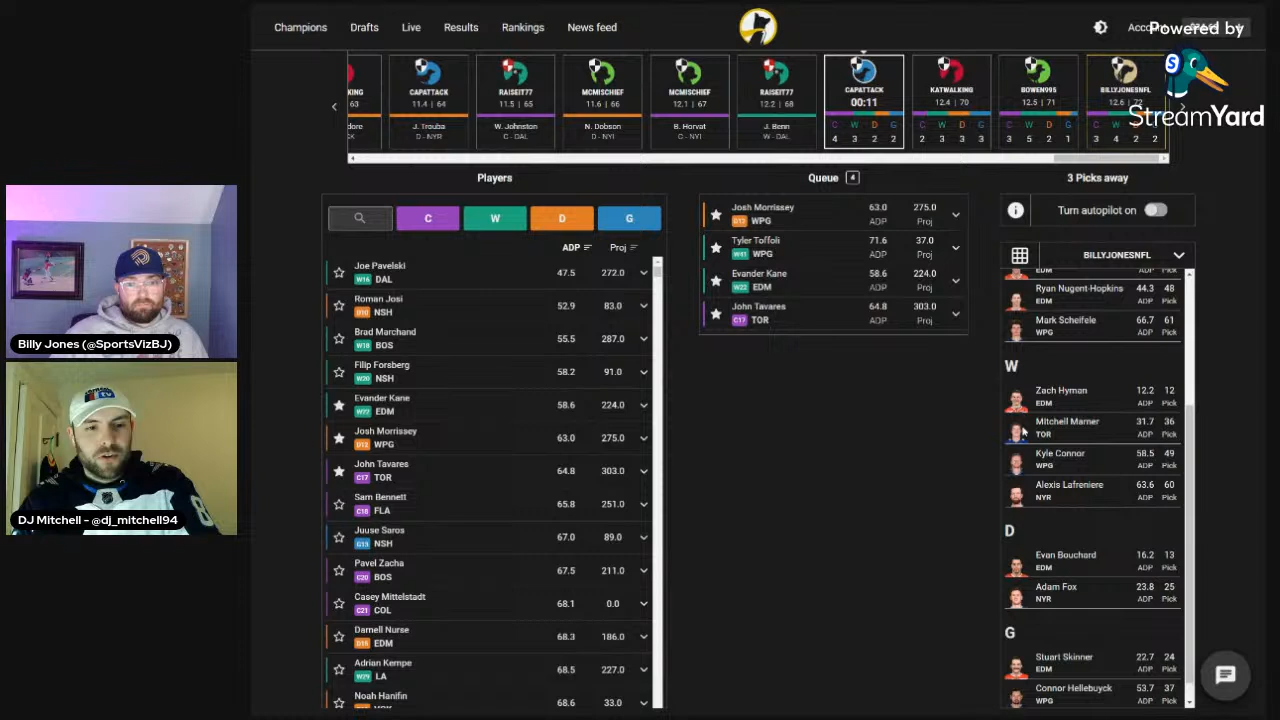 Champions Drafts Live Results Rankings News feed
Powered by
StreamYard
KING CAPATTACK RAISEIT77 MCMISCHIEF MCMISCHIEF RAISEIT77 CAPATTACK KATWALKING BOWEN95 BILLYJONESNFL
63 11.4 | 64 11.5 | 65 11.6 | 66 12.1 | 67 12.2 | 68 00:11 12.4 | 70 12.5 | 71 12.6 | 72
J. Trouba W. Johnston N. Dobson B. Horvat J. Benn C W D G C W D G C W D G
D - NYR C - DAL D - NYI C - NYI W - DAL 4 3 2 2 2 3 3 3 3 5 2 1 3 4 2 2
Players
C W D G
ADP Proj
Joe Pavelski 47.5 272.0
W16 DAL
Roman Josi 52.9 83.0
D10 NSH
Brad Marchand 55.5 287.0
BOS
Filip Forsberg 58.2 91.0
W20 NSH
Evander Kane 58.6 224.0
W22 EDM
Josh Morrissey 63.0 275.0
D12 WPG
John Tavares 64.8 303.0
C17 TOR
Sam Bennett 65.8 251.0
C18 FLA
Juuse Saros 67.0 89.0
G13 NSH
Pavel Zacha 67.5 211.0
C20 BOS
Casey Mittelstadt 68.1 0.0
C21 COL
Darnell Nurse 68.3 186.0
D15 EDM
Adrian Kempe 68.5 227.0
W29 LA
Noah Hanifin 68.6 33.0
Queue 4
Josh Morrissey 63.0 275.0
D12 WPG ADP Proj
Tyler Toffoli 71.6 37.0
WPG ADP Proj
Evander Kane 58.6 224.0
W22 EDM ADP Proj
John Tavares 64.8 303.0
C17 TOR ADP Proj
3 Picks away
Turn autopilot on
BILLYJONESNFL
EDM ADP Pick
Ryan Nugent-Hopkins 44.3 48
EDM ADP Pick
Mark Scheifele 66.7 61
WPG ADP Pick
W
Zach Hyman 12.2 12
EDM ADP Pick
Mitchell Marner 31.7 36
TOR ADP Pick
Kyle Connor 58.5 49
WPG ADP Pick
Alexis Lafreniere 63.6 60
NYR ADP Pick
D
Evan Bouchard 16.2 13
EDM ADP Pick
Adam Fox 23.8 25
NYR ADP Pick
G
Stuart Skinner 22.7 24
EDM ADP Pick
Connor Hellebuyck 53.7 37
WPG ADP Pick
Billy Jones (@SportsVizBJ)
DJ Mitchell - @dj_mitchell94